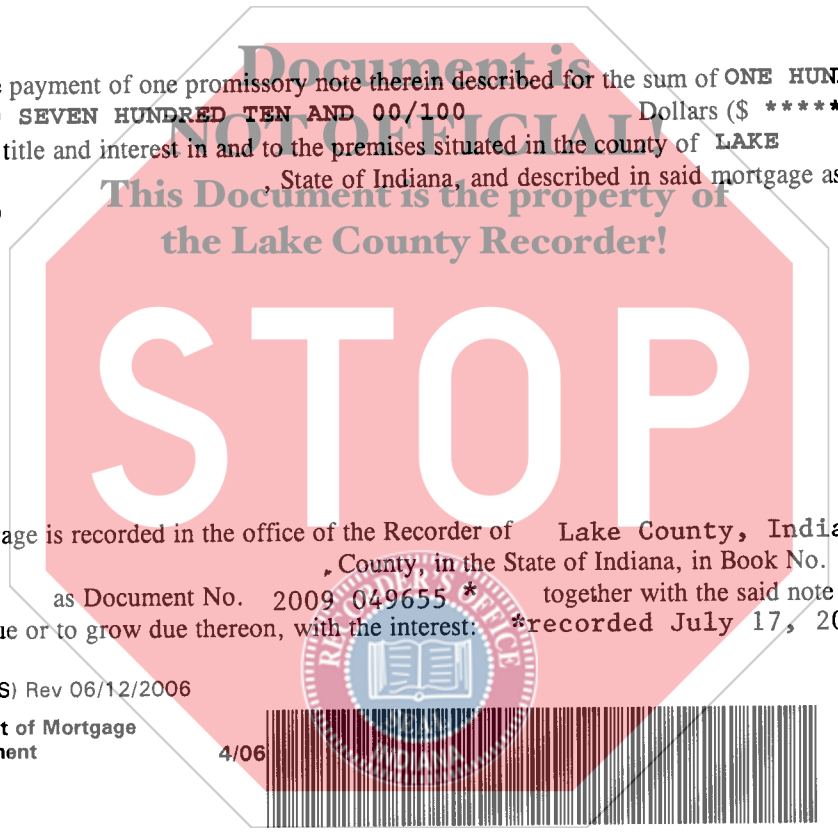 Document is
payment of one promissory note therein described for the sum of ONE HUN
SEVEN HUNDRED TEN AND 00/100 Dollars ($ *****
NOT OFFICIAL!
title and interest in and to the premises situated in the county of LAKE
, State of Indiana, and described in said mortgage as
This Document is the property of
the Lake County Recorder!
STOP
age is recorded in the office of the Recorder of Lake County, India
, County, in the State of Indiana, in Book No.
as Document No. 2009 049655 * together with the said note
ue or to grow due thereon, with the interest: *recorded July 17, 20
RECORDER'S OFFICE
SEAL
INDIANA
S) Rev 06/12/2006
t of Mortgage
nent 4/06